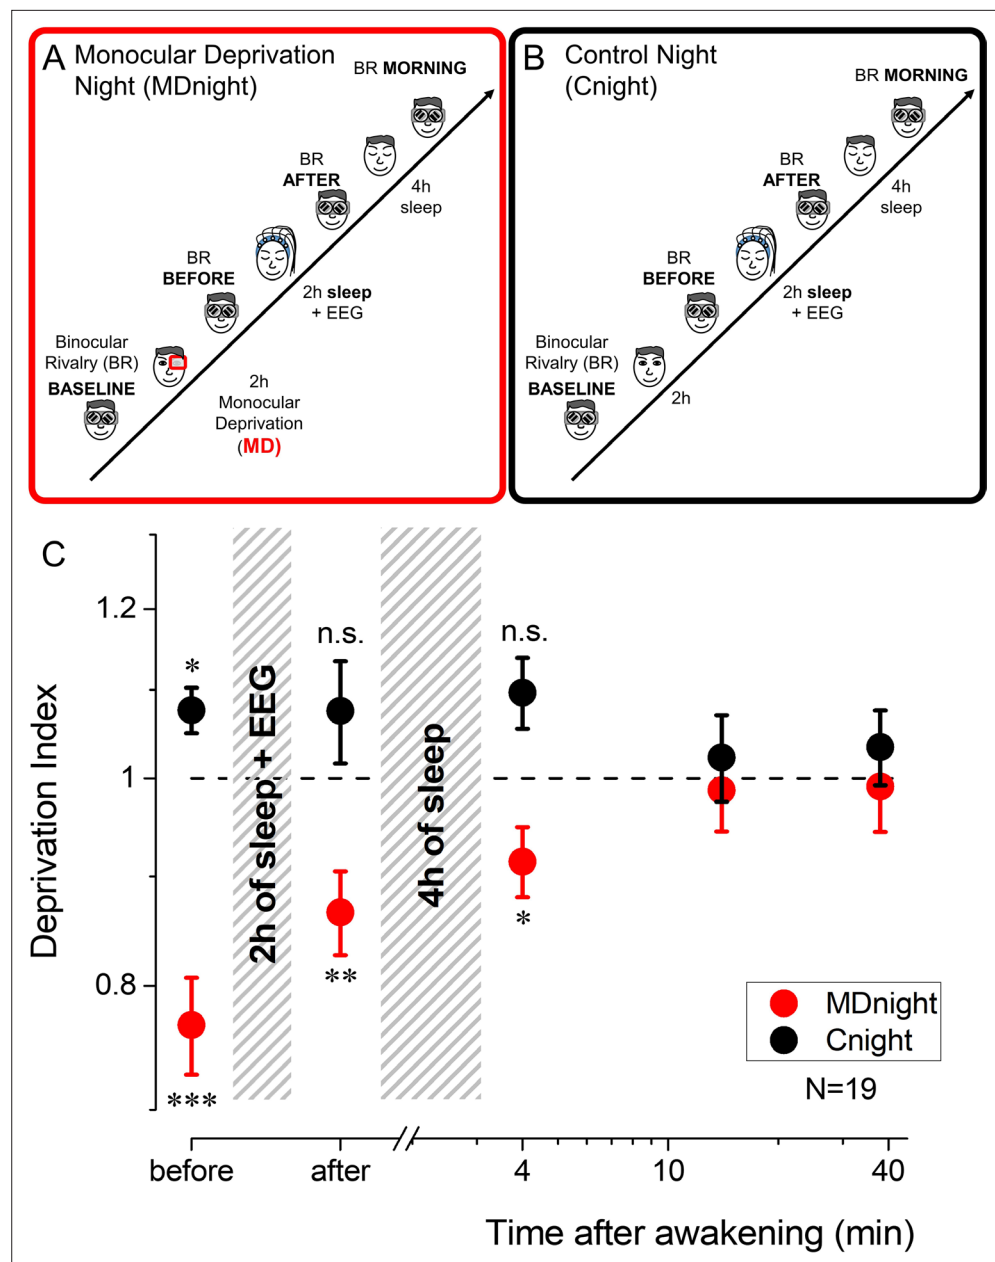 A Monocular Deprivation
Night (MDnight)
BR MORNING
BR
AFTER
4h
sleep
BR
BEFORE
2h sleep
+ EEG
Binocular
Rivalry (BR)
BASELINE
2h
Monocular
Deprivation
(MD)
B Control Night
(Cnight)
BR MORNING
BR
AFTER
4h
sleep
BR
BEFORE
2h sleep
+ EEG
Binocular
Rivalry (BR)
BASELINE
2h
C
Deprivation Index
1.2
1
0.8
*
n.s.
n.s.
2h of sleep + EEG
4h of sleep
***
**
*
MDnight
Cnight
N=19
before
after
4
10
40
Time after awakening (min)